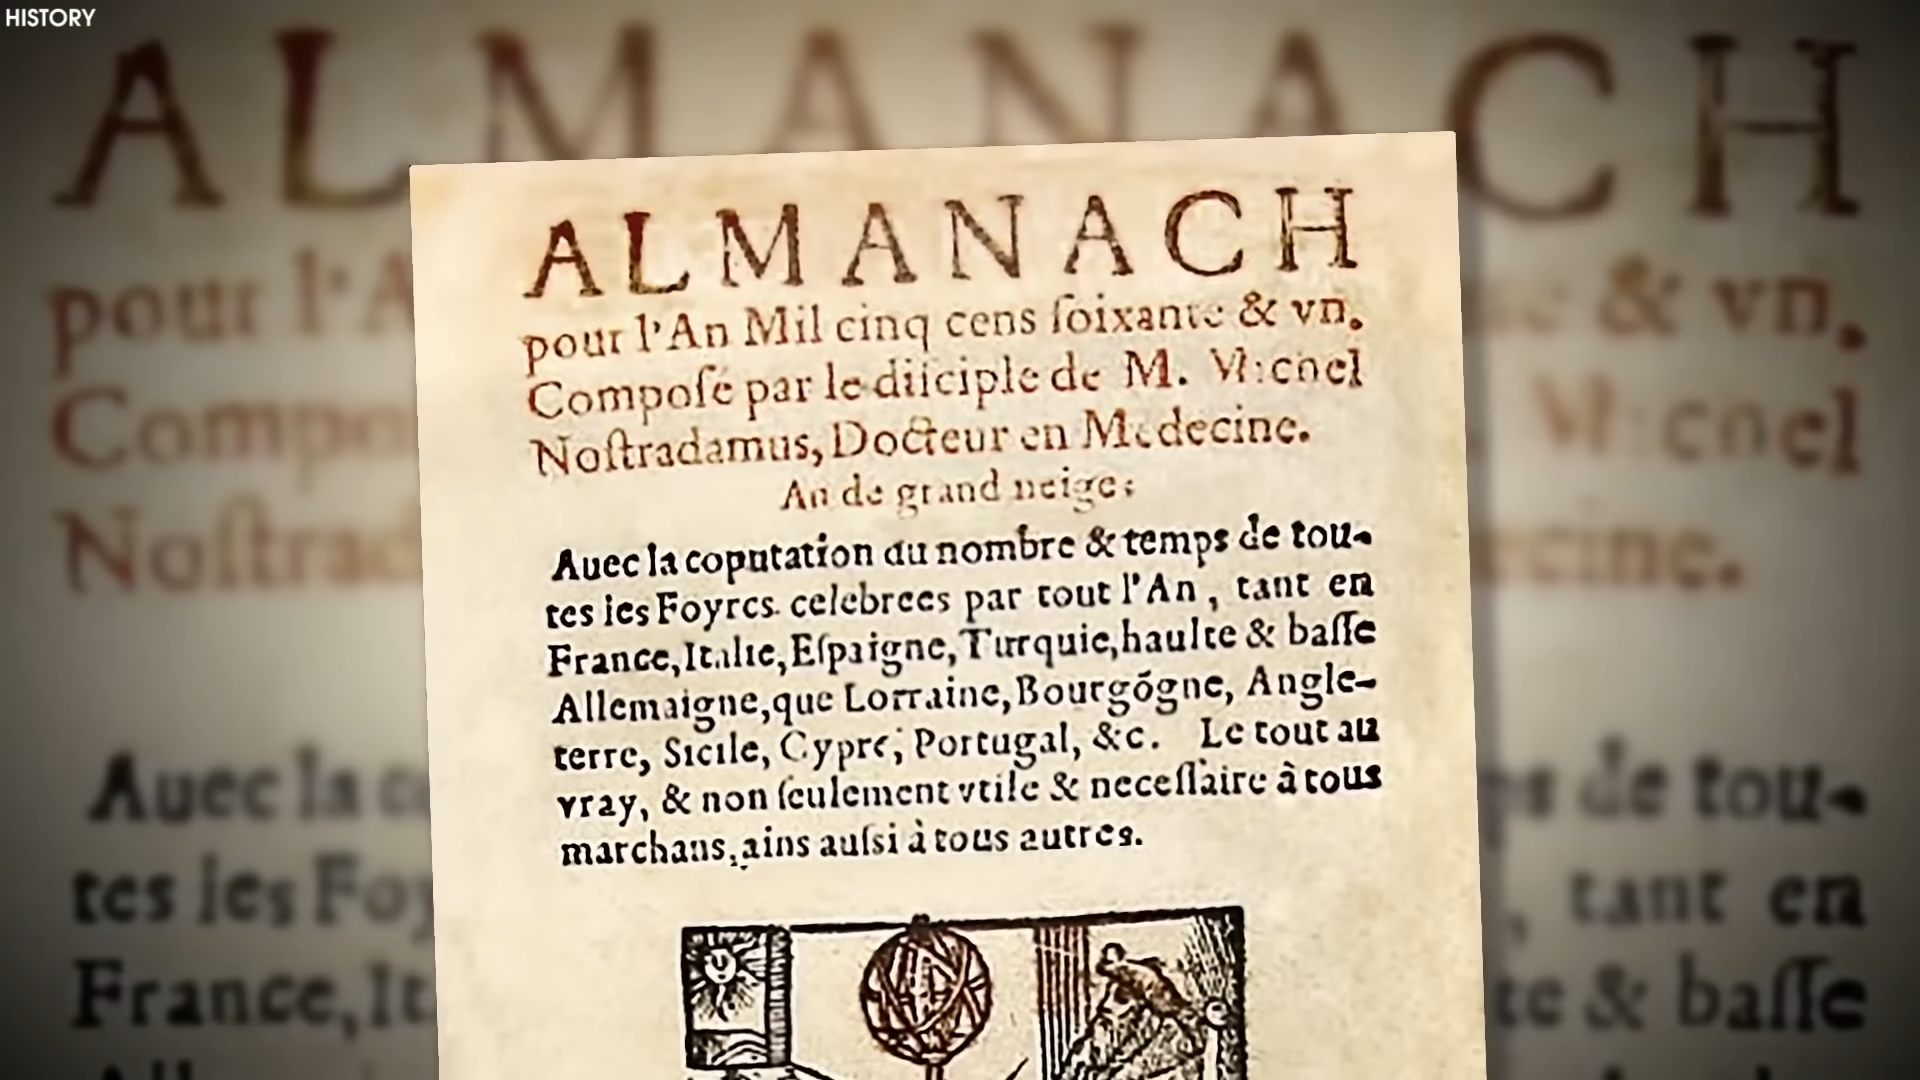 HISTORY
ALMANACH
pour l'An Mil cinq cens ſoixante & vn.
Compoſé par le diſciple de M. Michel
Noſtradamus, Docteur en Medecine.
An de grand neige:
Auec la coputation du nombre & temps de tou-
tes les Foyres celebrees par tout l'An, tant en
France, Italie, Eſpaigne, Turquie, haulte & baſſe
Allemaigne, que Lorraine, Bourgõgne, Angle-
terre, Sicile, Cypre, Portugal, &c. Le tout au
vray, & non ſeulement vtile & neceſſaire à tous
marchans, ains auſsi à tous autres.